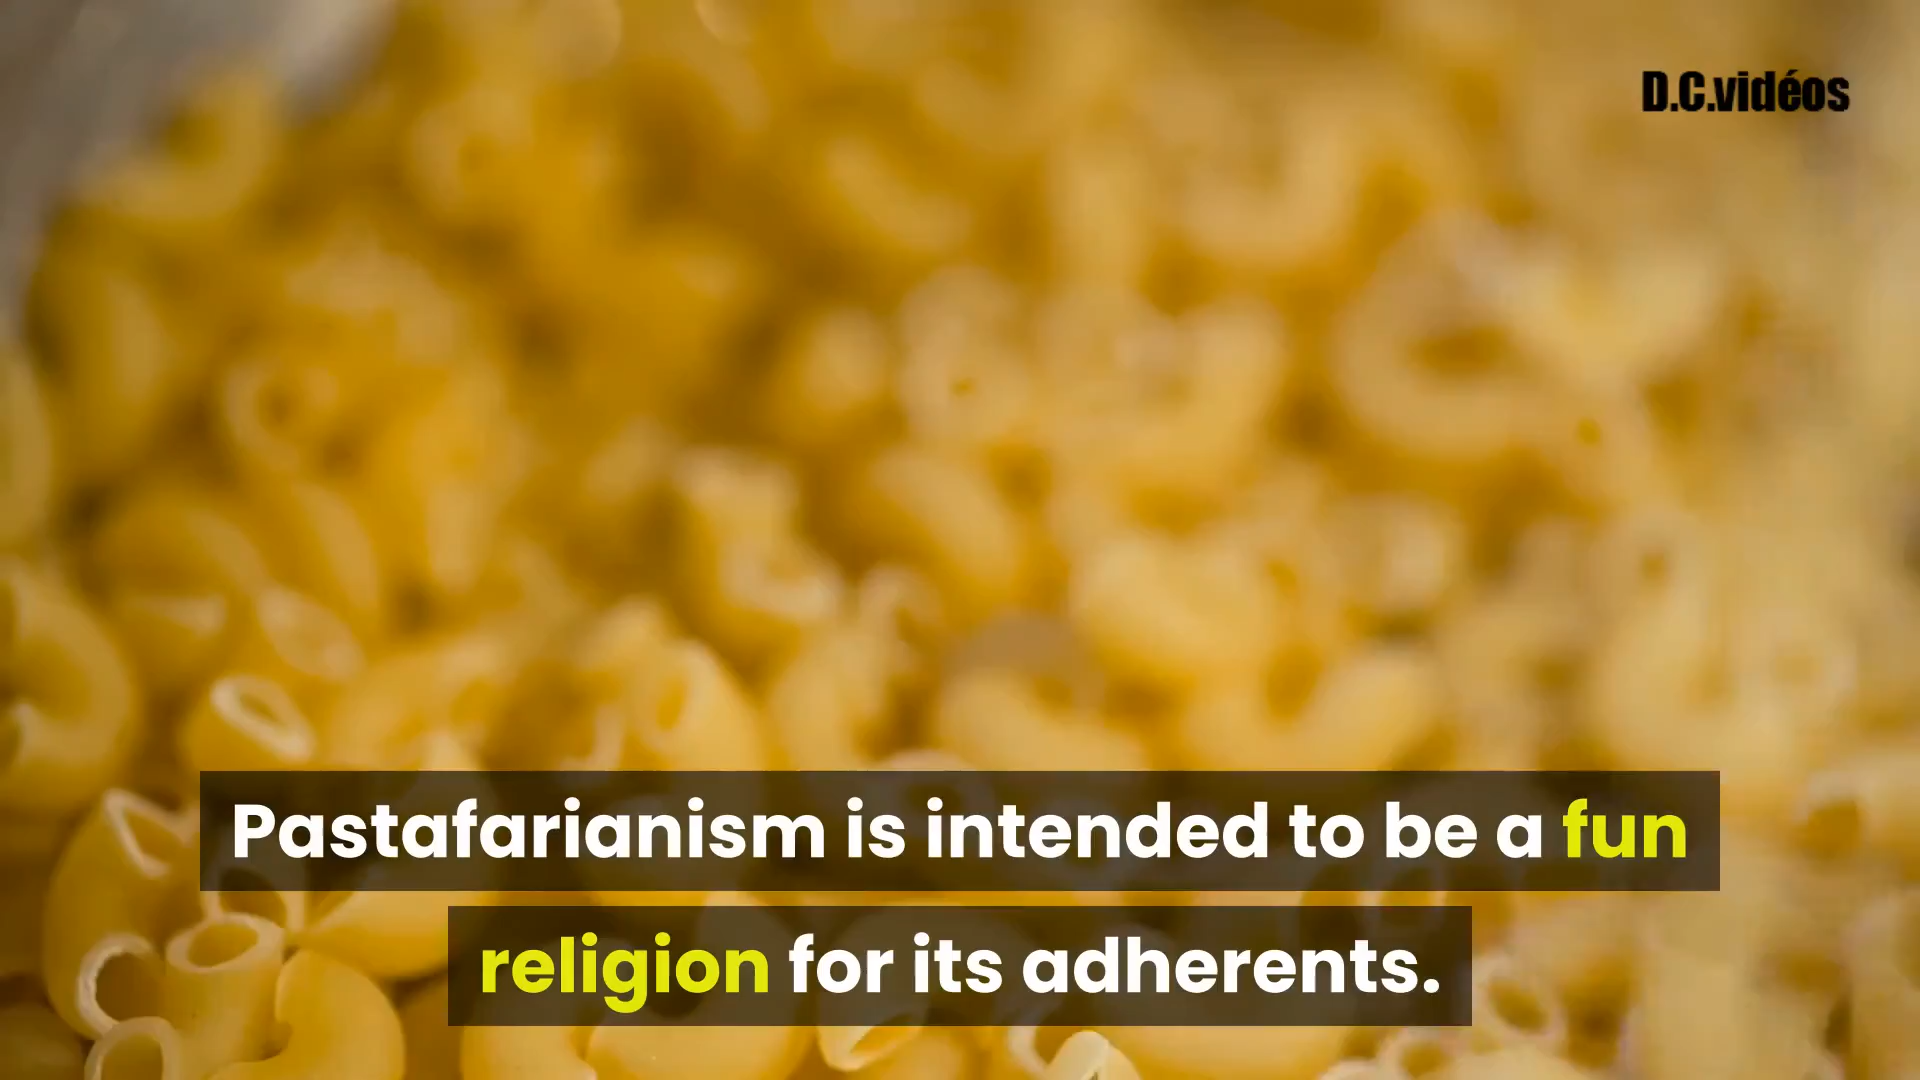 D.C.vidéos
Pastafarianism is intended to be a fun
religion for its adherents.